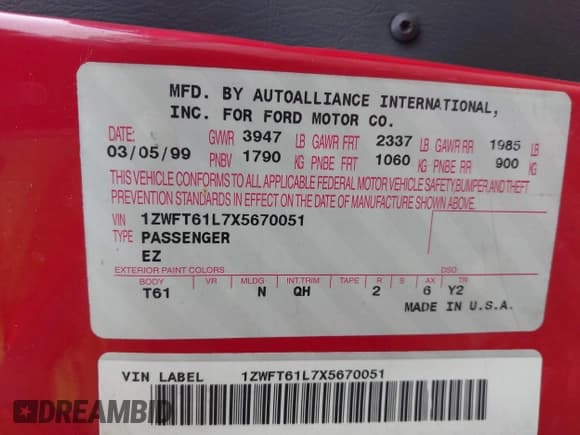 MFD. BY AUTOALLIANCE INTERNATIONAL,
INC. FOR FORD MOTOR CO.
DATE: GVWR 3947 LB GAWR FRT 2337 LB GAWR RR 1985 LB
03/05/99 PNBV 1790 KG PNBE FRT 1060 KG PNBE RR 900 KG
THIS VEHICLE CONFORMS TO ALL APPLICABLE FEDERAL MOTOR VEHICLE SAFETY, BUMPER, AND THEFT
PREVENTION STANDARDS IN EFFECT ON THE DATE OF MANUFACTURE SHOWN ABOVE.
VIN 1ZWFT61L7X5670051
TYPE PASSENGER
EZ
EXTERIOR PAINT COLORS DSO
BODY VR MLDG INT.TRIM TAPE R S AX TR
T61 N QH 2 6 Y2
MADE IN U.S.A.
VIN LABEL 1ZWFT61L7X5670051
DREAMBID